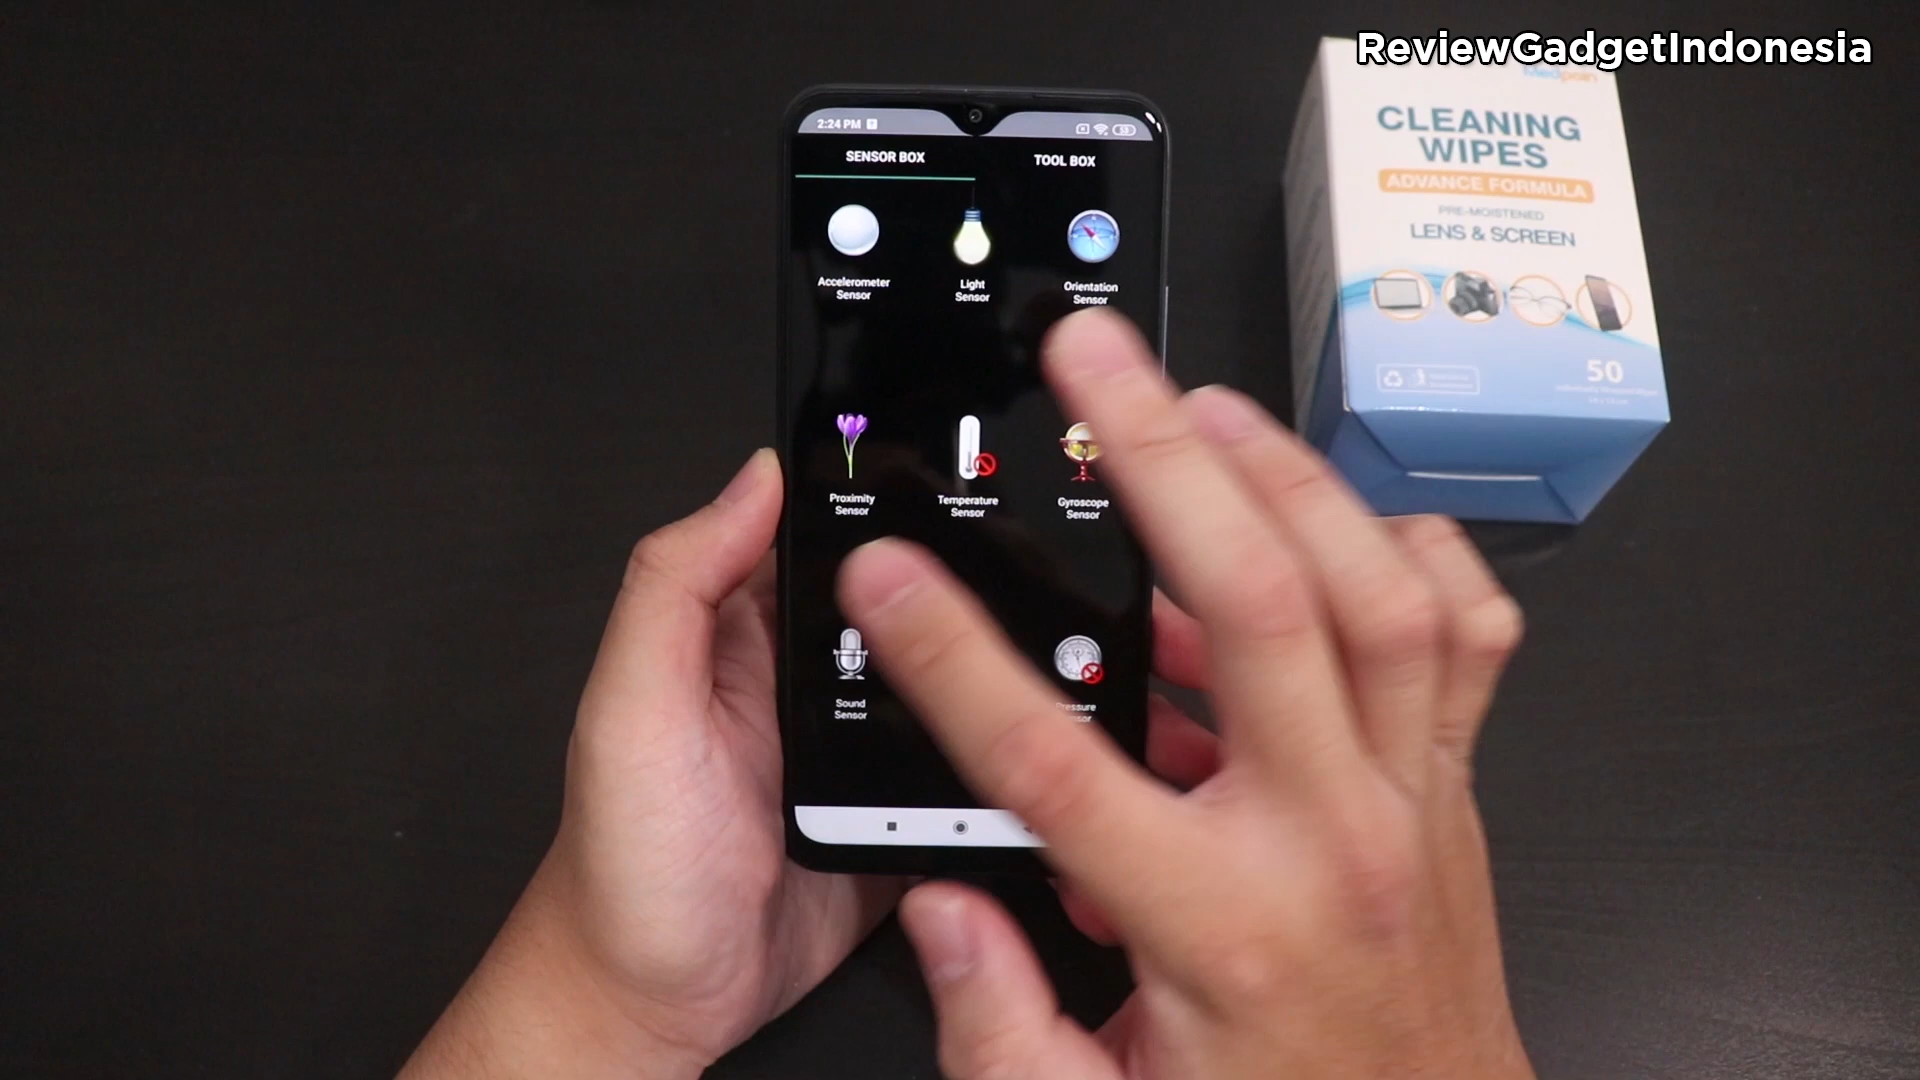 ReviewGadgetIndonesia
CLEANING
WIPES
ADVANCE FORMULA
PRE-MOISTENED
LENS & SCREEN
50
2:24 PM
SENSOR BOX
TOOL BOX
Accelerometer
Sensor
Light
Sensor
Orientation
Sensor
Proximity
Sensor
Temperature
Sensor
Gyroscope
Sensor
Sound
Sensor
Pressure